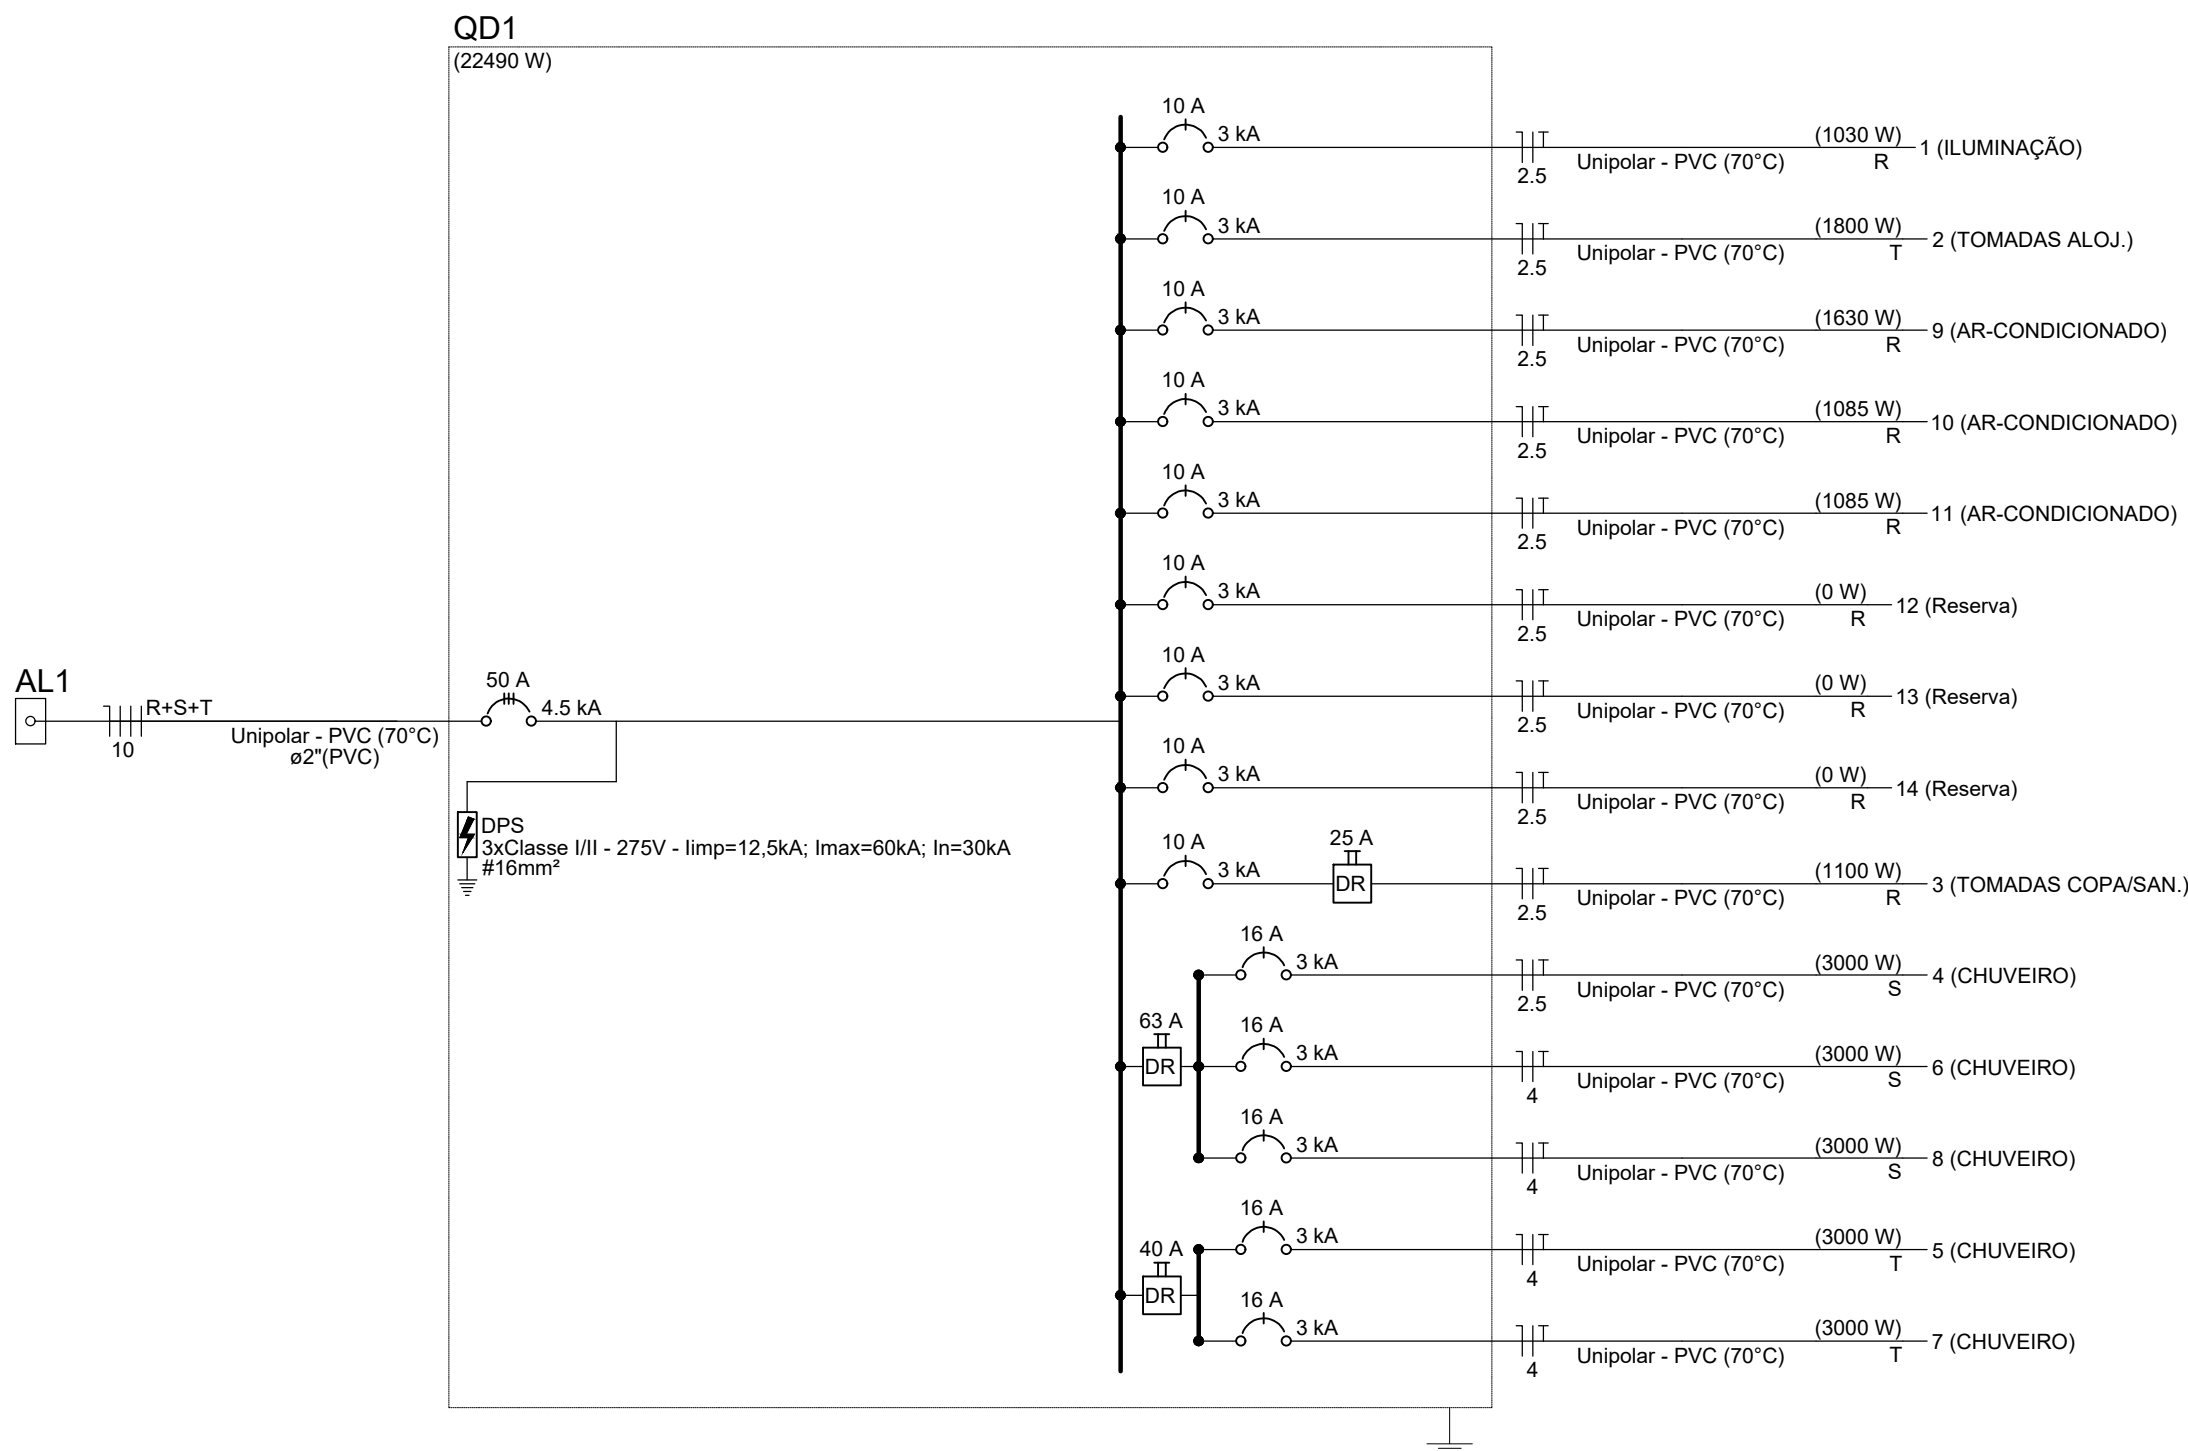 QD1
(22490 W)
10 A
3 kA
2.5
Unipolar - PVC (70°C)
(1030 W)
R
1 (ILUMINAÇÃO)
10 A
3 kA
2.5
Unipolar - PVC (70°C)
(1800 W)
T
2 (TOMADAS ALOJ.)
10 A
3 kA
2.5
Unipolar - PVC (70°C)
(1630 W)
R
9 (AR-CONDICIONADO)
10 A
3 kA
2.5
Unipolar - PVC (70°C)
(1085 W)
R
10 (AR-CONDICIONADO)
10 A
3 kA
2.5
Unipolar - PVC (70°C)
(1085 W)
R
11 (AR-CONDICIONADO)
10 A
3 kA
2.5
Unipolar - PVC (70°C)
(0 W)
R
12 (Reserva)
10 A
3 kA
2.5
Unipolar - PVC (70°C)
(0 W)
R
13 (Reserva)
AL1
R+S+T
10
Unipolar - PVC (70°C)
ø2"(PVC)
50 A
4.5 kA
10 A
3 kA
2.5
Unipolar - PVC (70°C)
(0 W)
R
14 (Reserva)
DPS
3xClasse I/II - 275V - Iimp=12,5kA; Imax=60kA; In=30kA
#16mm²
10 A
3 kA
25 A
DR
2.5
Unipolar - PVC (70°C)
(1100 W)
R
3 (TOMADAS COPA/SAN.)
16 A
3 kA
2.5
Unipolar - PVC (70°C)
(3000 W)
S
4 (CHUVEIRO)
63 A
DR
16 A
3 kA
4
Unipolar - PVC (70°C)
(3000 W)
S
6 (CHUVEIRO)
16 A
3 kA
4
Unipolar - PVC (70°C)
(3000 W)
S
8 (CHUVEIRO)
16 A
3 kA
4
Unipolar - PVC (70°C)
(3000 W)
T
5 (CHUVEIRO)
40 A
DR
16 A
3 kA
4
Unipolar - PVC (70°C)
(3000 W)
T
7 (CHUVEIRO)